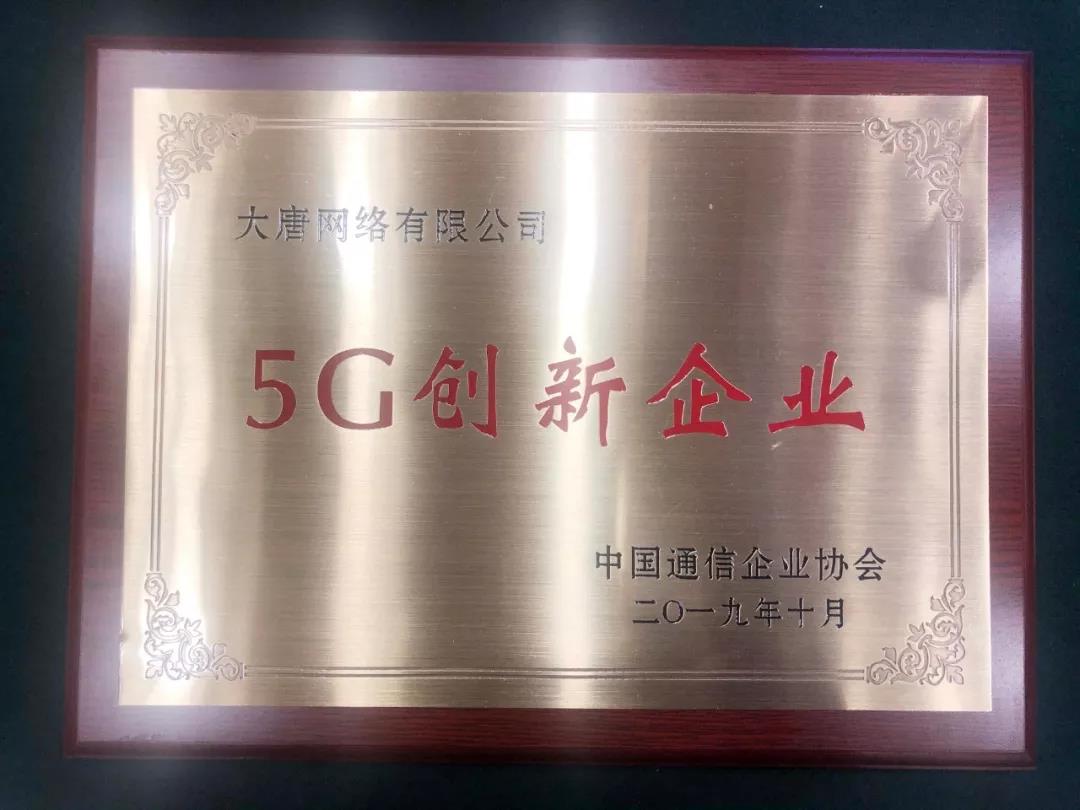 大唐网络有限公司
5G创新企业
中国通信企业协会
二〇一九年十月